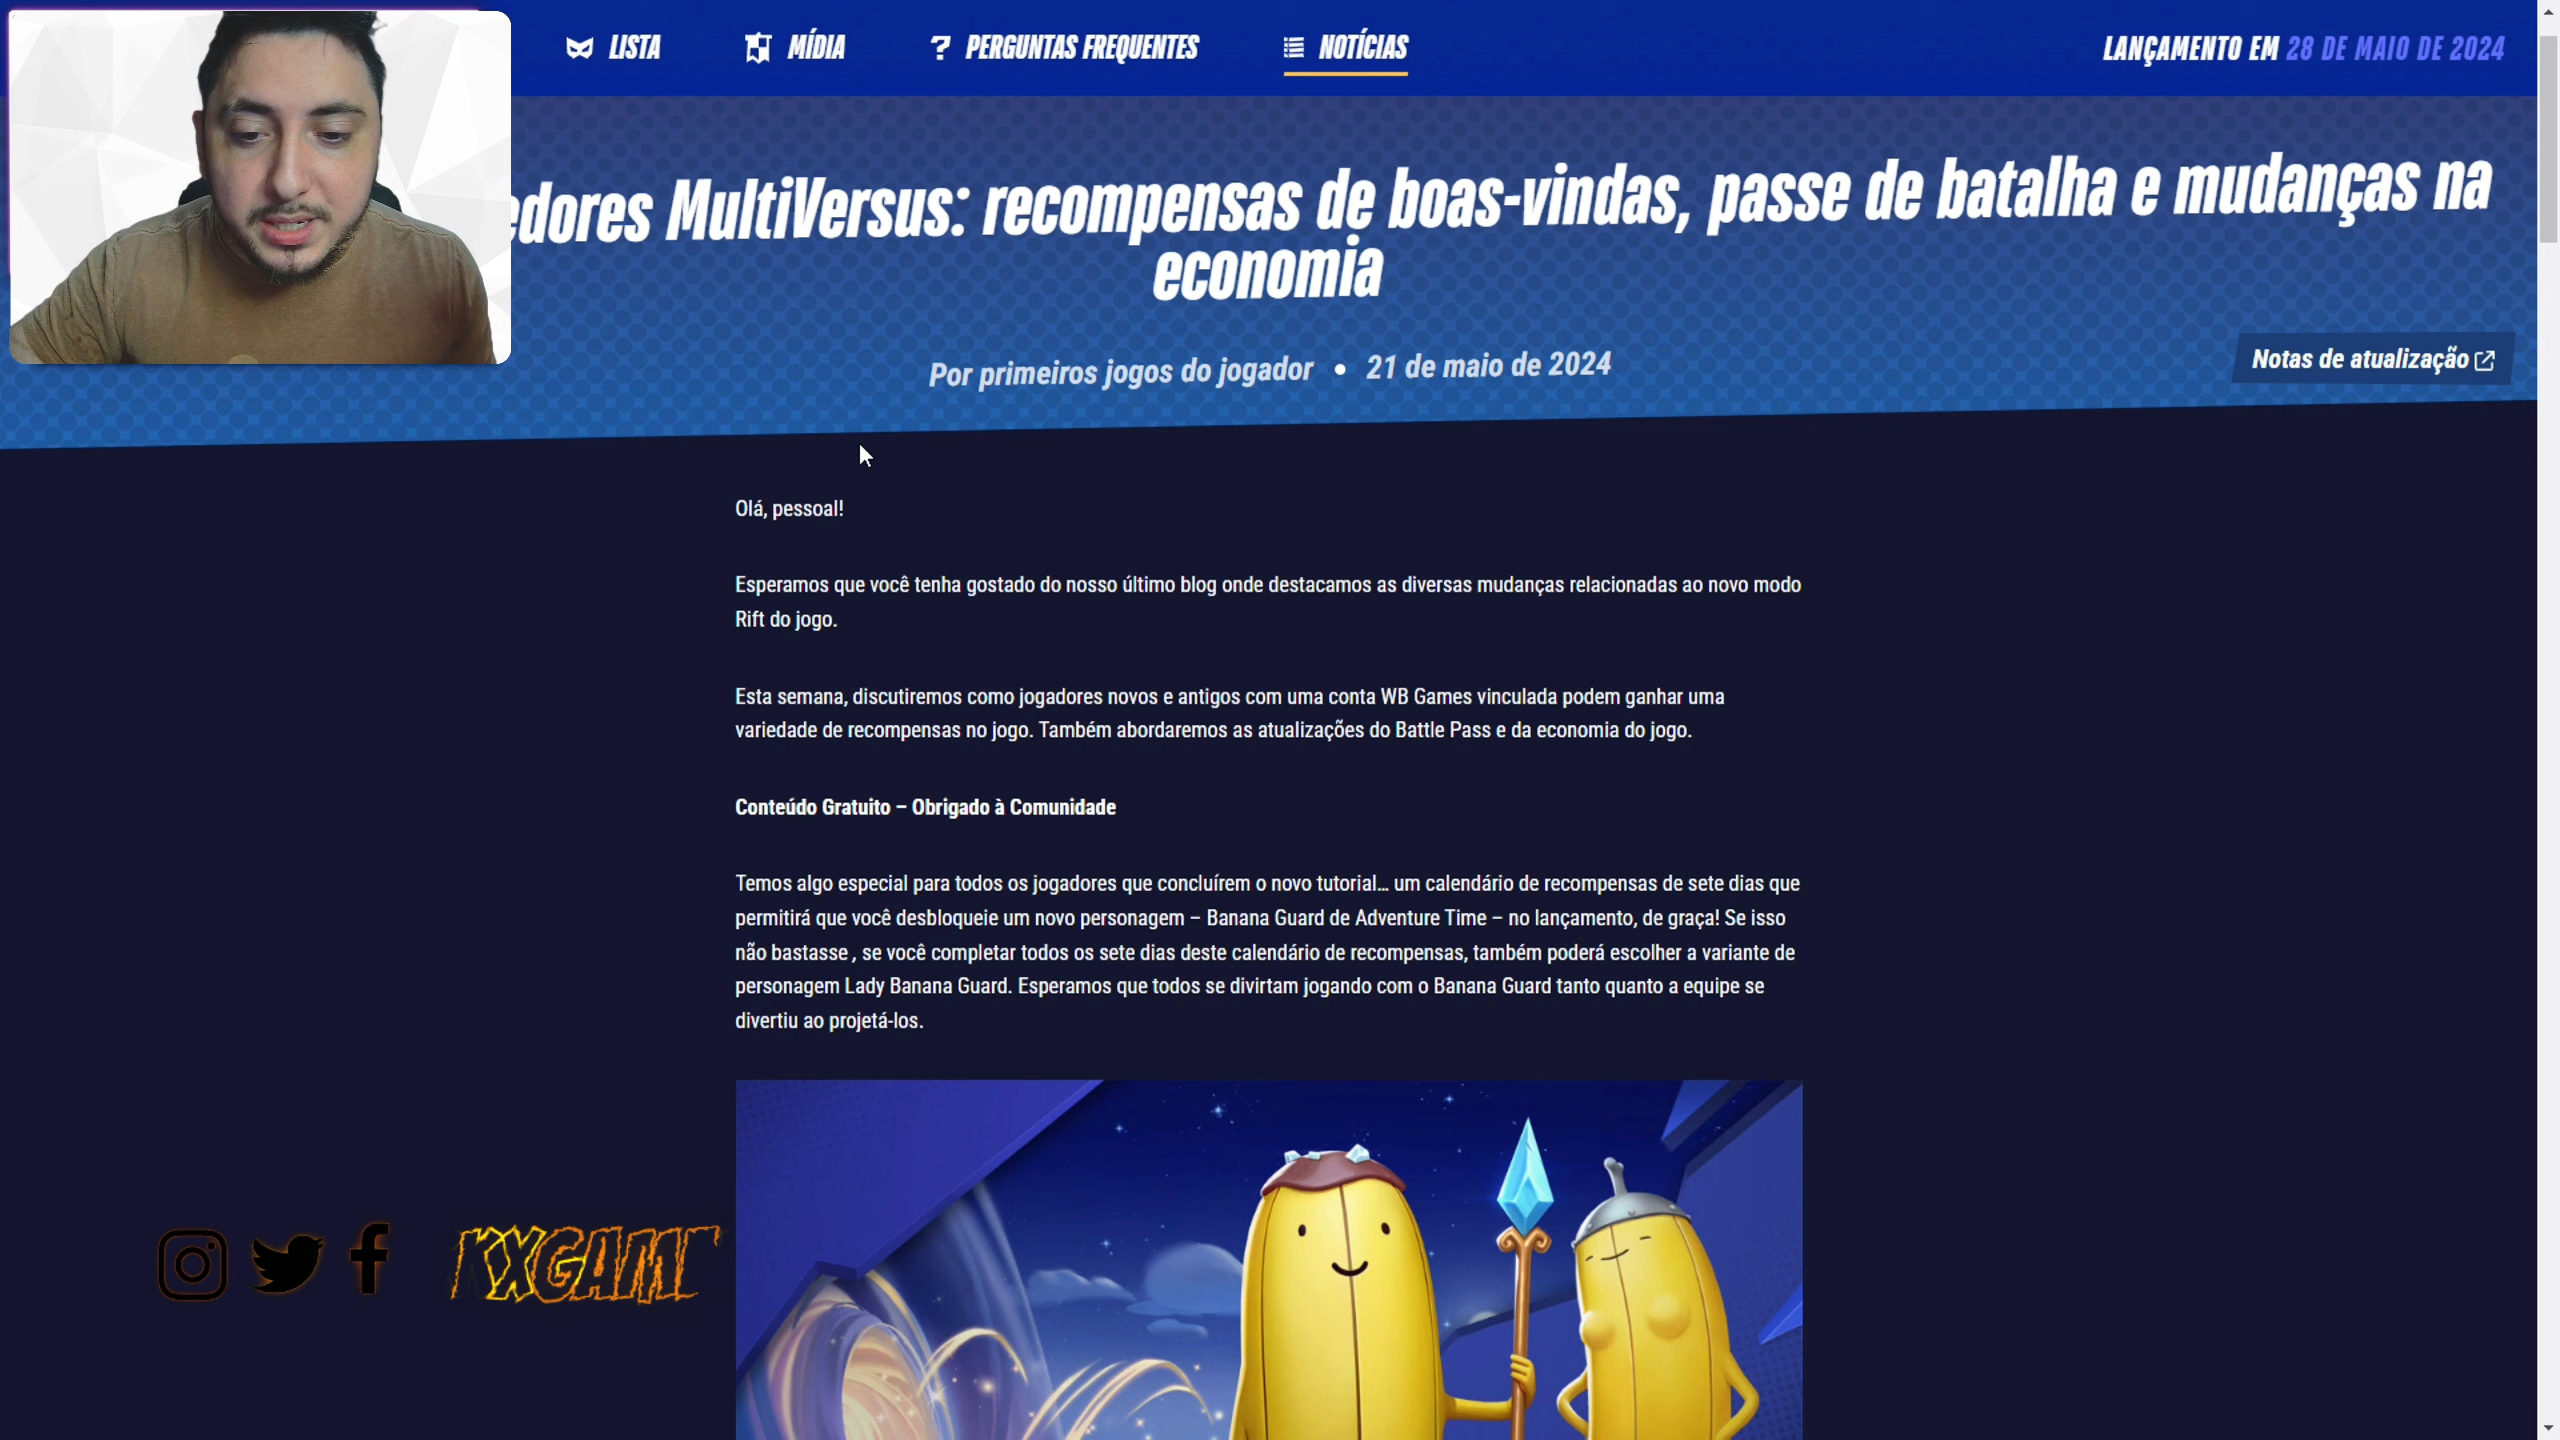 LISTA
MÍDIA
PERGUNTAS FREQUENTES
NOTÍCIAS
LANÇAMENTO EM 28 DE MAIO DE 2024
MultiVersus: recompensas de boas-vindas, passe de batalha e mudanças na
economia
Por primeiros jogos do jogador • 21 de maio de 2024
Notas de atualização
Olá, pessoal!
Esperamos que você tenha gostado do nosso último blog onde destacamos as diversas mudanças relacionadas ao novo modo
Rift do jogo.
Esta semana, discutiremos como jogadores novos e antigos com uma conta WB Games vinculada podem ganhar uma
variedade de recompensas no jogo. Também abordaremos as atualizações do Battle Pass e da economia do jogo.
Conteúdo Gratuito – Obrigado à Comunidade
Temos algo especial para todos os jogadores que concluírem o novo tutorial… um calendário de recompensas de sete dias que
permitirá que você desbloqueie um novo personagem – Banana Guard de Adventure Time – no lançamento, de graça! Se isso
não bastasse , se você completar todos os sete dias deste calendário de recompensas, também poderá escolher a variante de
personagem Lady Banana Guard. Esperamos que todos se divirtam jogando com o Banana Guard tanto quanto a equipe se
divertiu ao projetá-los.